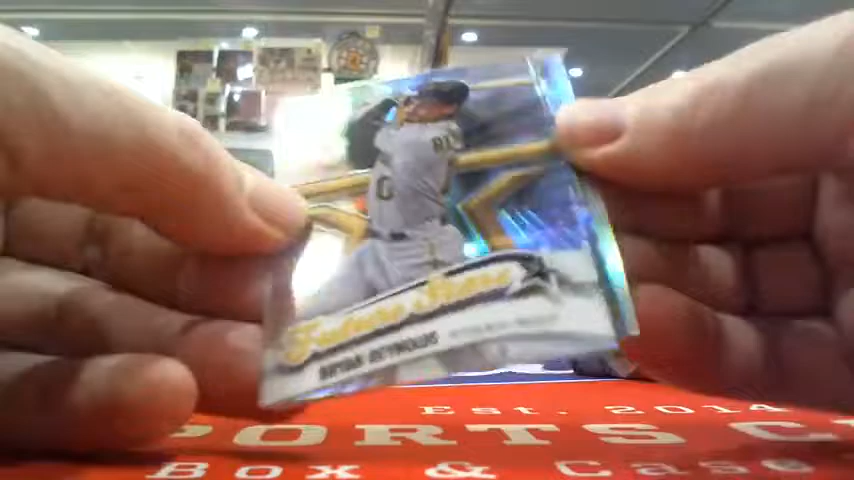 Future Stars
BRYAN REYNOLDS
EST. 2014
PORTS C
BOX & CASE